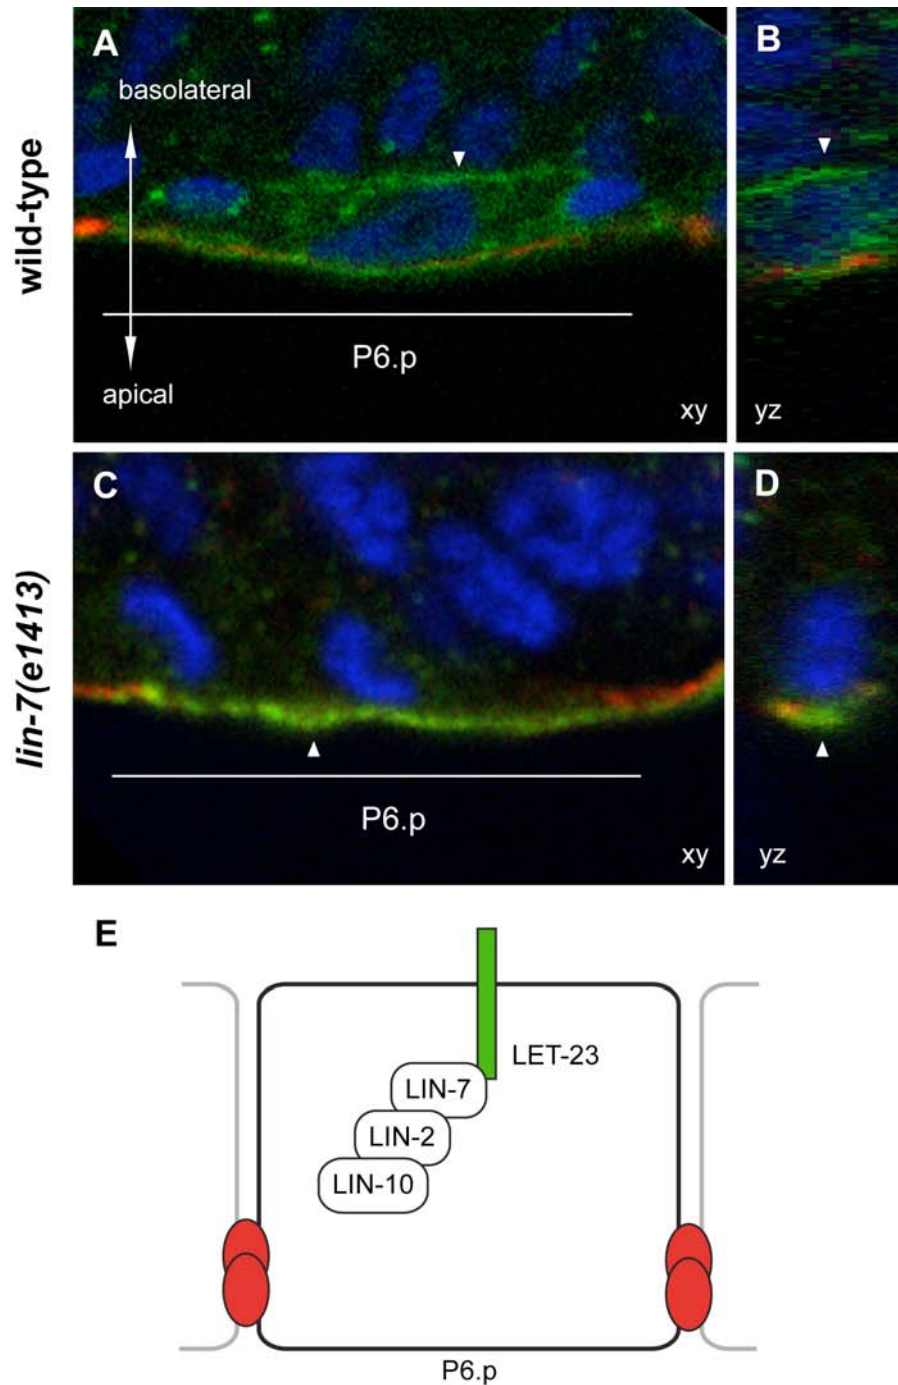 wild-type
A
basolateral
apical
P6.p
xy
B
yz
lin-7(e1413)
C
P6.p
xy
D
yz
E
LET-23
LIN-7
LIN-2
LIN-10
P6.p